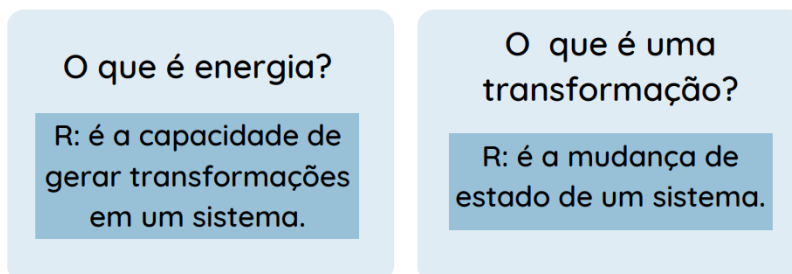 O que é energia?
R: é a capacidade de
gerar transformações
em um sistema.
O que é uma
transformação?
R: é a mudança de
estado de um sistema.